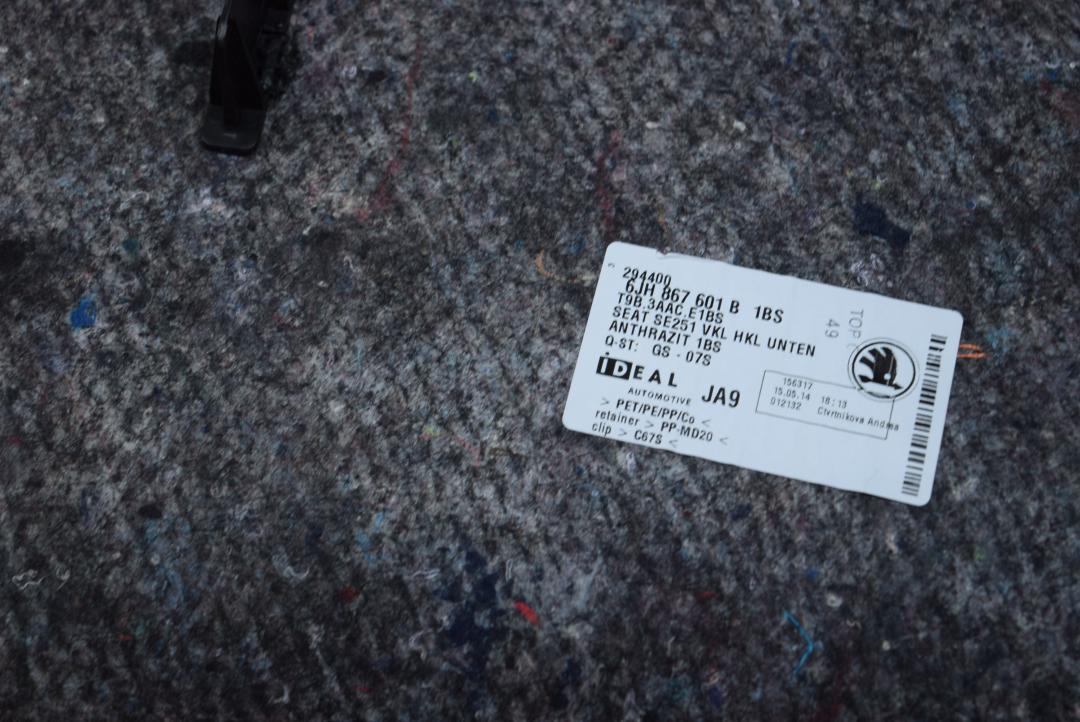 294400
6JH 867 601 B 1BS
T9B.3AAC.E1BS
SEAT SE251 VKL HKL UNTEN
ANTHRAZIT 1BS
Q-ST: GS - 07S
iDEAL
AUTOMOTIVE
JA9
> PET/PE/PP/Co <
retainer > PP-MD20 <
clip > C67S <
TOP
49
156317
15.05.14 18:13
012132 Ctvrtnikova Andrea